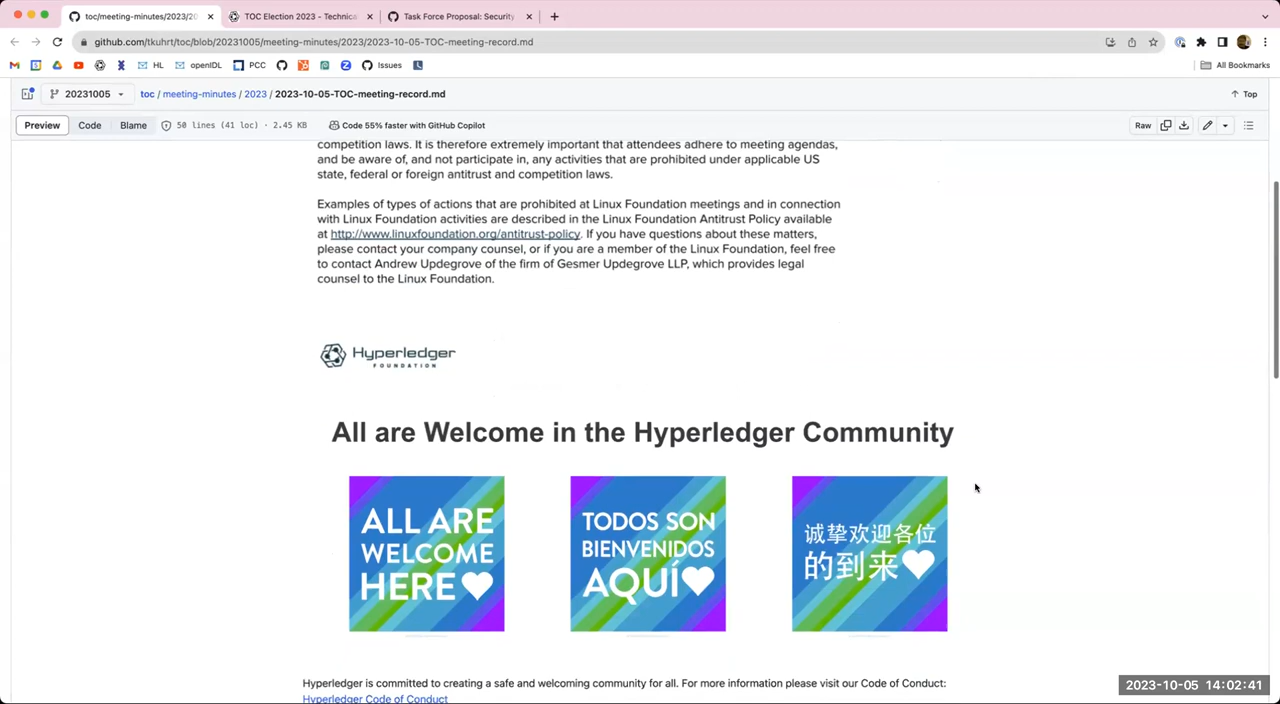 toc/meeting-minutes/2023/20
TOC Election 2023 - Technica
Task Force Proposal: Security
github.com/tkuhrt/toc/blob/20231005/meeting-minutes/2023/2023-10-05-TOC-meeting-record.md
HL
openIDL
PCC
Issues
All Bookmarks
20231005
toc / meeting-minutes / 2023 / 2023-10-05-TOC-meeting-record.md
Top
Preview
Code
Blame
50 lines (41 loc) · 2.45 KB
Code 55% faster with GitHub Copilot
Raw
competition laws. It is therefore extremely important that attendees adhere to meeting agendas,
and be aware of, and not participate in, any activities that are prohibited under applicable US
state, federal or foreign antitrust and competition laws.
Examples of types of actions that are prohibited at Linux Foundation meetings and in connection
with Linux Foundation activities are described in the Linux Foundation Antitrust Policy available
at http://www.linuxfoundation.org/antitrust-policy. If you have questions about these matters,
please contact your company counsel, or if you are a member of the Linux Foundation, feel free
to contact Andrew Updegrove of the firm of Gesmer Updegrove LLP, which provides legal
counsel to the Linux Foundation.
Hyperledger
FOUNDATION
All are Welcome in the Hyperledger Community
ALL ARE
WELCOME
HERE
TODOS SON
BIENVENIDOS
AQUÍ
诚挚欢迎各位
的到来
Hyperledger is committed to creating a safe and welcoming community for all. For more information please visit our Code of Conduct:
Hyperledger Code of Conduct
2023-10-05 14:02:41